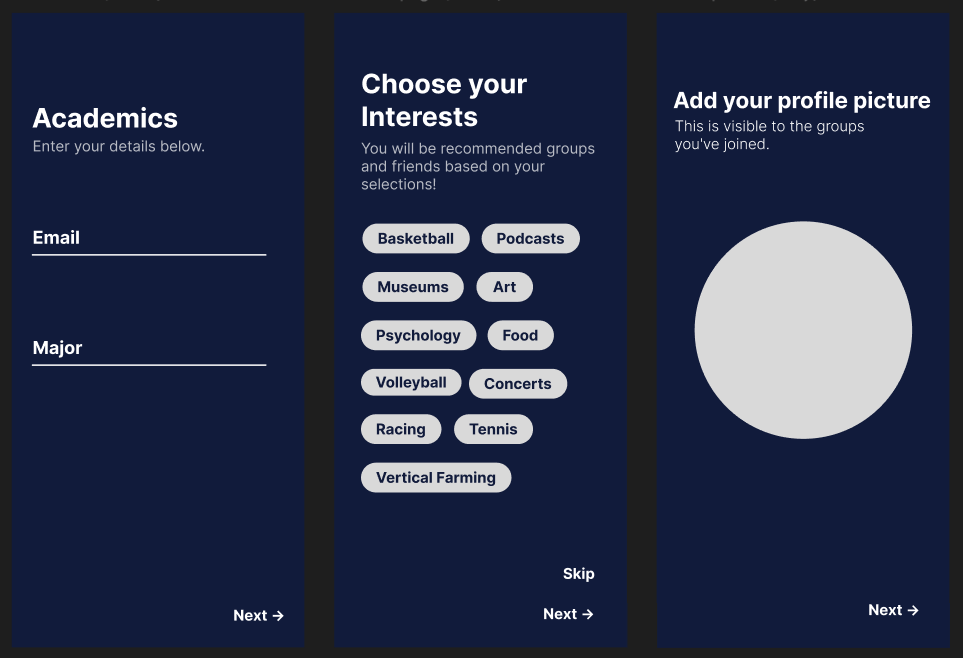 Academics
Enter your details below.
Email
Major
Next →
Choose your
Interests
You will be recommended groups
and friends based on your
selections!
Basketball Podcasts
Museums Art
Psychology Food
Volleyball Concerts
Racing Tennis
Vertical Farming
Skip
Next →
Add your profile picture
This is visible to the groups
you've joined.
Next →